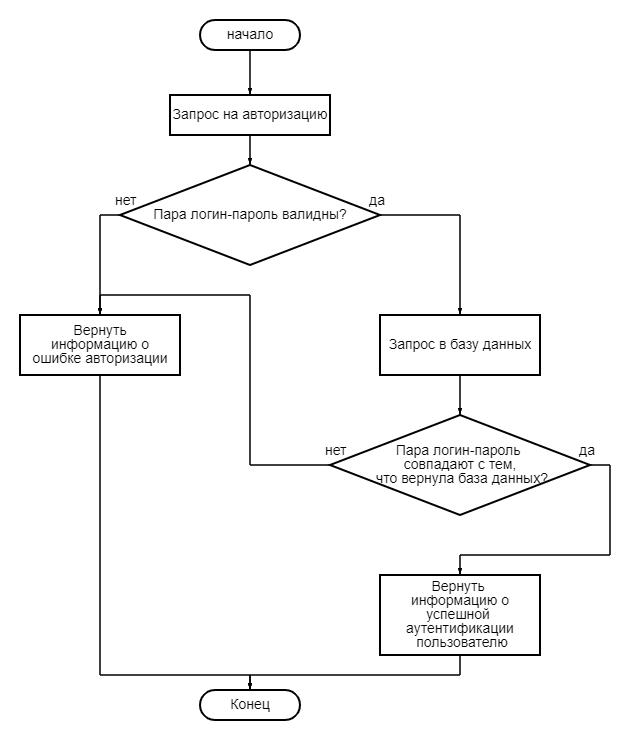 начало
Запрос на авторизацию
нет
да
Пара логин-пароль валидны?
Вернуть
информацию о
ошибке авторизации
Запрос в базу данных
нет
да
Пара логин-пароль
совпадают с тем,
что вернула база данных?
Вернуть
информацию о
успешной
аутентификации
пользователю
Конец